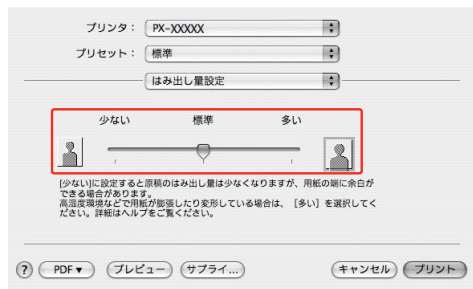 プリンタ： PX-XXXXX
プリセット： 標準
はみ出し量設定
少ない 標準 多い
[少ない]に設定すると原稿のはみ出し量は少なくなりますが、用紙の端に余白が
できる場合があります。
高湿度環境などで用紙が膨張したり変形している場合は、［多い］を選択してく
ださい。詳細はヘルプをご覧ください。
? PDF▼ プレビュー サプライ... キャンセル プリント